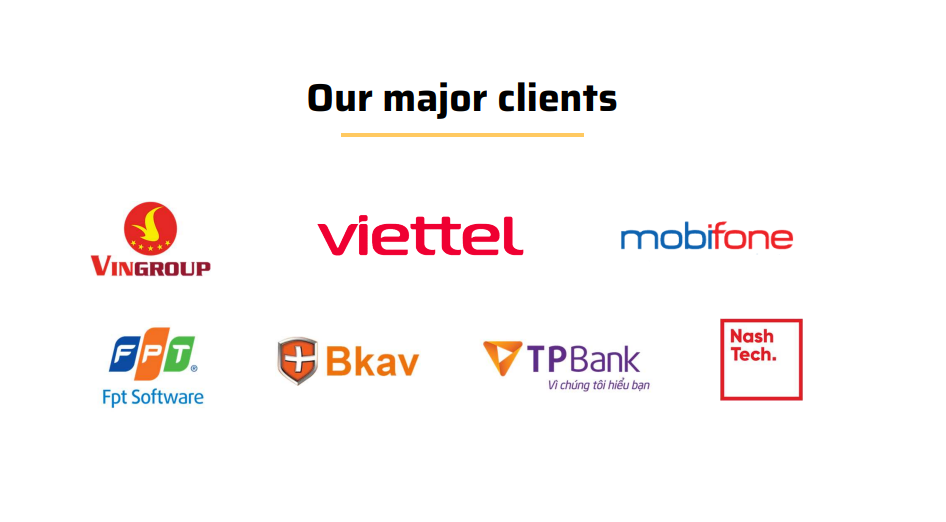 Our major clients
VINGROUP
viettel
mobifone
FPT®
Fpt Software
Bkav
TPBank
Vì chúng tôi hiểu bạn
Nash
Tech.